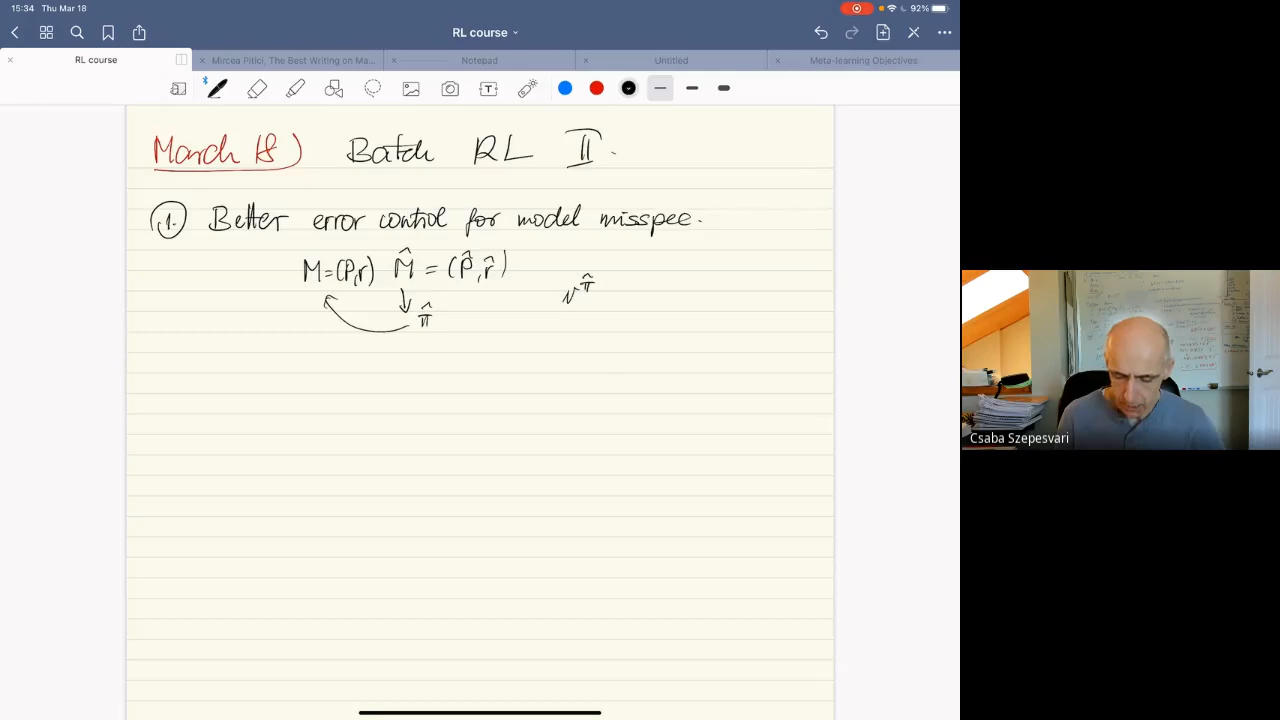 15:34 Thu Mar 18
92%
RL course
RL course
Mircea Pitici, The Best Writing on Ma...
Notepad
Untitled
Meta-learning Objectives
March 18) Batch RL II.
1. Better error control for model misspec.
M=(P,r) M̂ = (P̂,r̂)
v^π̂
π̂
Csaba Szepesvari